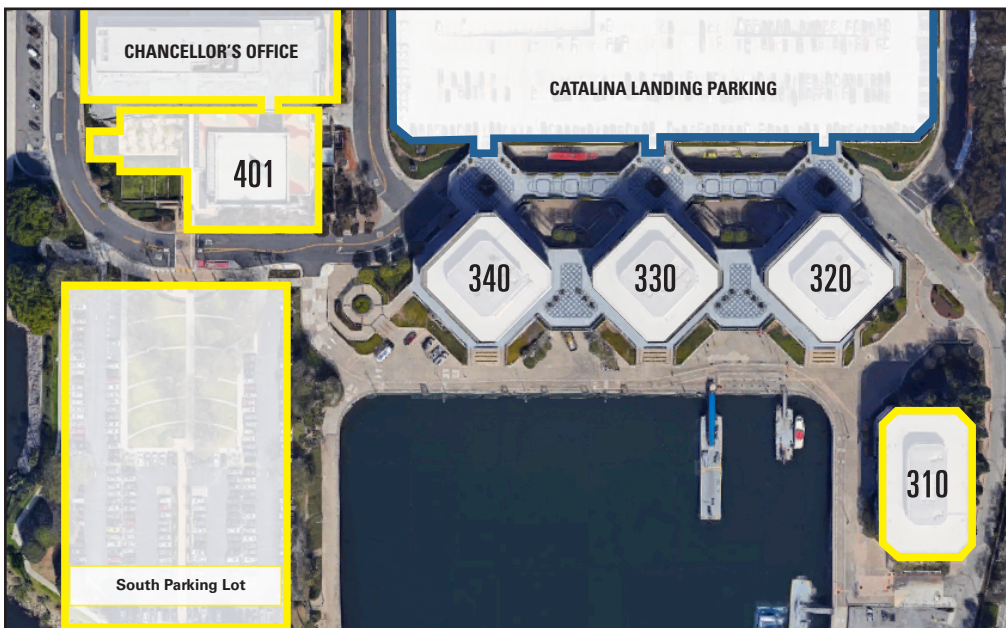 CHANCELLOR'S OFFICE
CATALINA LANDING PARKING
401
340
330
320
310
South Parking Lot